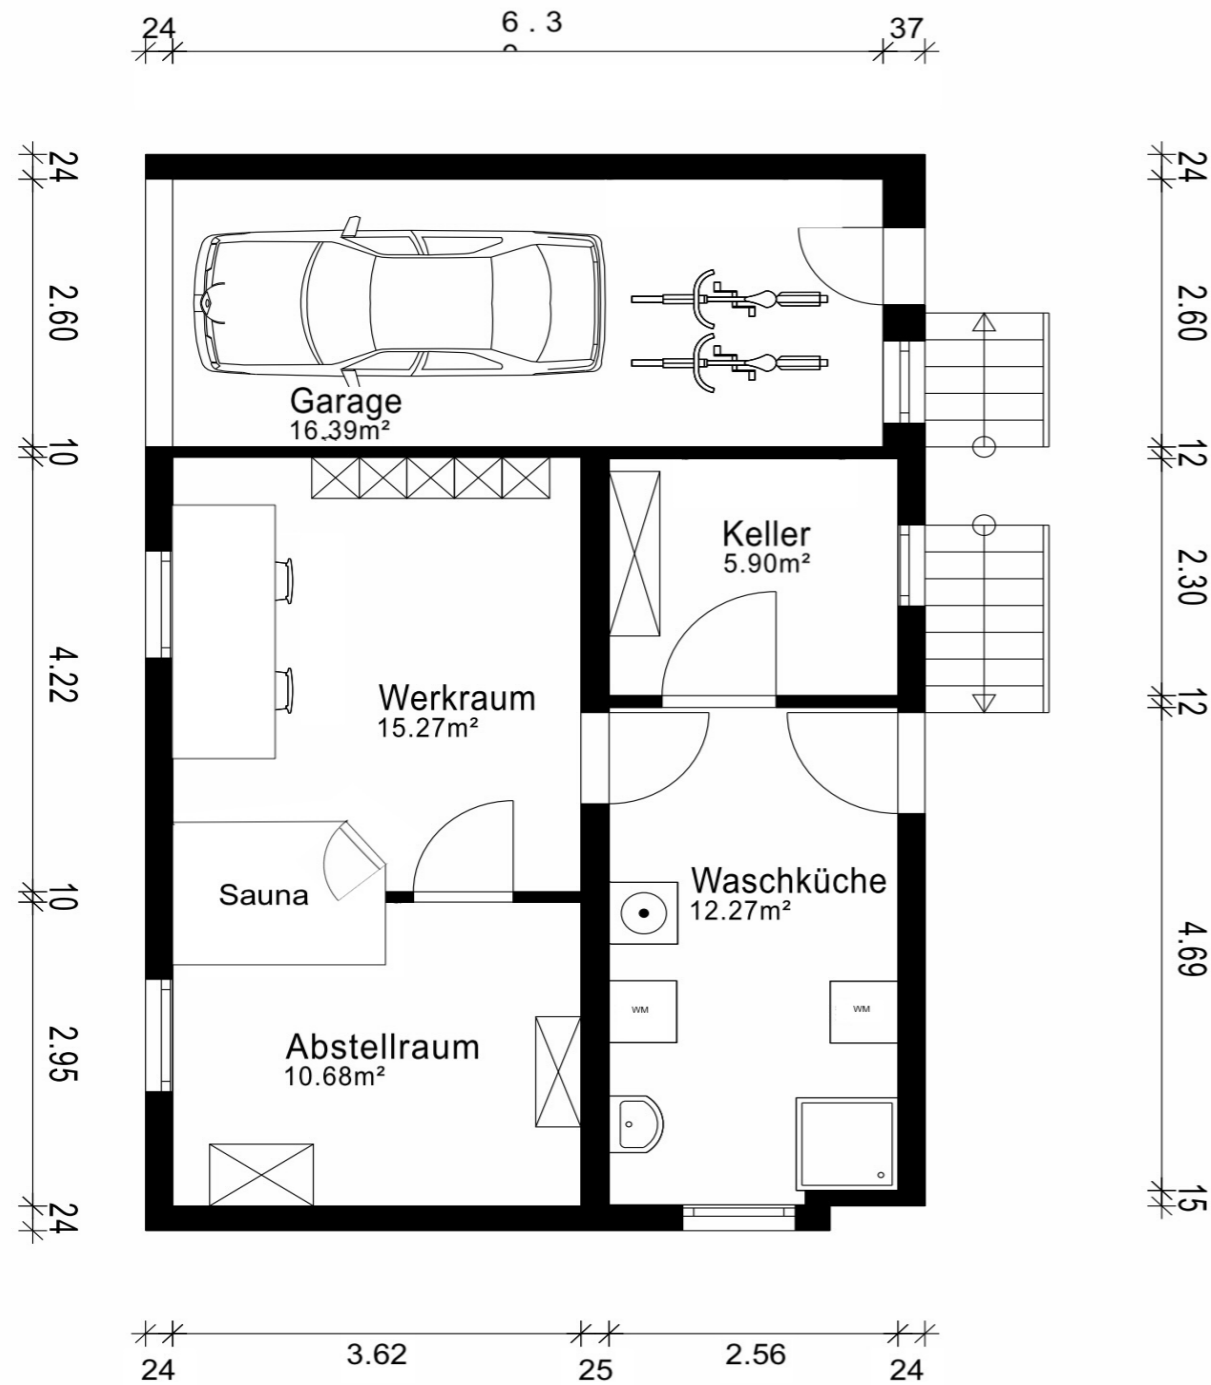 24
6.3
37
24
2.60
10
4.22
10
2.95
24
24
2.60
12
2.30
12
4.69
15
Garage
16.39m²
Keller
5.90m²
Werkraum
15.27m²
Sauna
Waschküche
12.27m²
WM
WM
Abstellraum
10.68m²
24
3.62
25
2.56
24